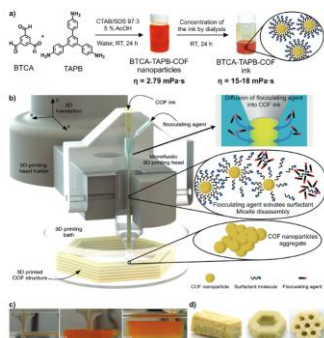 a)
CTAB/SDS 97:3
5 % AcOH
Water, RT, 24 h
Concentration of
the ink by dialysis
RT, 24 h
BTCA
TAPB
BTCA-TAPB-COF
nanoparticles
η = 2.79 mPa·s
BTCA-TAPB-COF
ink
η = 15-18 mPa·s
b)
3D
translation
COF ink
flocculating agent
3D printing
head holder
Microfluidic
3D printing head
Diffusion of flocculating agent
into COF ink
Flocculating agent solvates surfactant
Micelle disassembly
3D printing
bath
COF nanoparticles
aggregate
3D printed
COF structure
COF
nanoparticle
Surfactant
molecule
Flocculating
agent
c)
d)